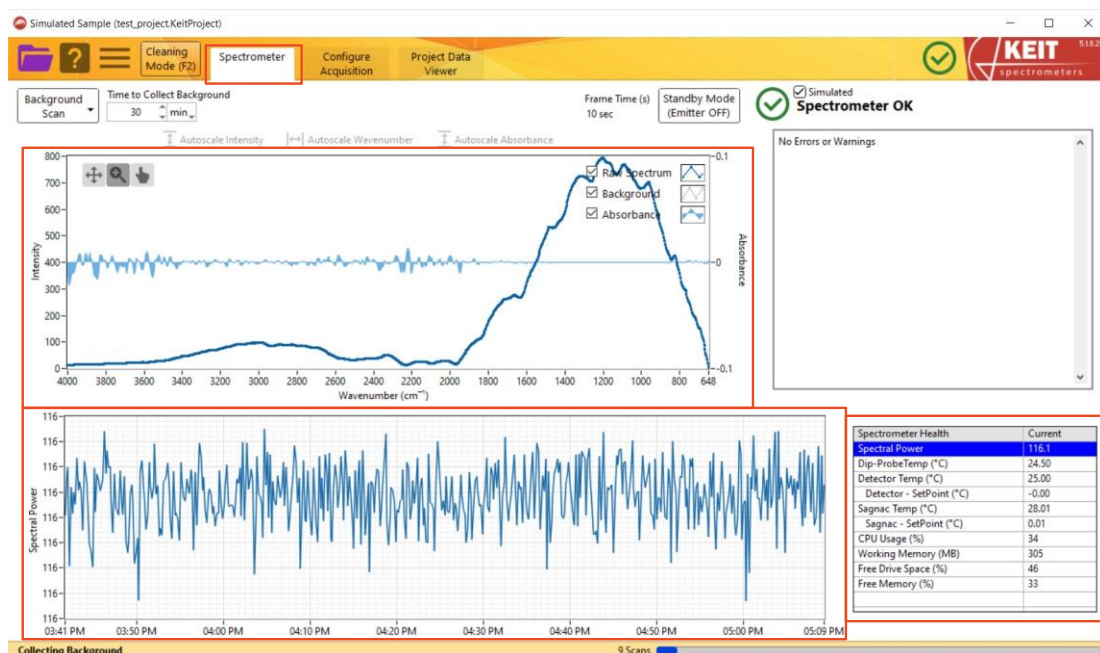 Simulated Sample (test_project.KeitProject)
Cleaning
Mode (F2)
Spectrometer
Configure
Acquisition
Project Data
Viewer
KEIT
spectrometers
Background
Scan
Time to Collect Background
30 min
Frame Time (s)
10 sec
Standby Mode
(Emitter OFF)
Simulated
Spectrometer OK
Autoscale Intensity
Autoscale Wavenumber
Autoscale Absorbance
No Errors or Warnings
Raw Spectrum
Background
Absorbance
Intensity
800
700
600
500
400
300
200
100
0
0.1
0
-0.1
Absorbance
4000 3800 3600 3400 3200 3000 2800 2600 2400 2200 2000 1800 1600 1400 1200 1000 800 648
Wavenumber (cm⁻¹)
Spectral Power
116
116
116
116
116
116
116
116
116
03:41 PM 03:50 PM 04:00 PM 04:10 PM 04:20 PM 04:30 PM 04:40 PM 04:50 PM 05:00 PM 05:09 PM
Spectrometer Health Current
Spectral Power 116.1
Dip-ProbeTemp (°C) 24.50
Detector Temp (°C) 25.00
Detector - SetPoint (°C) -0.00
Sagnac Temp (°C) 28.01
Sagnac - SetPoint (°C) 0.01
CPU Usage (%) 34
Working Memory (MB) 305
Free Drive Space (%) 46
Free Memory (%) 33
Collecting Background
9 Scans